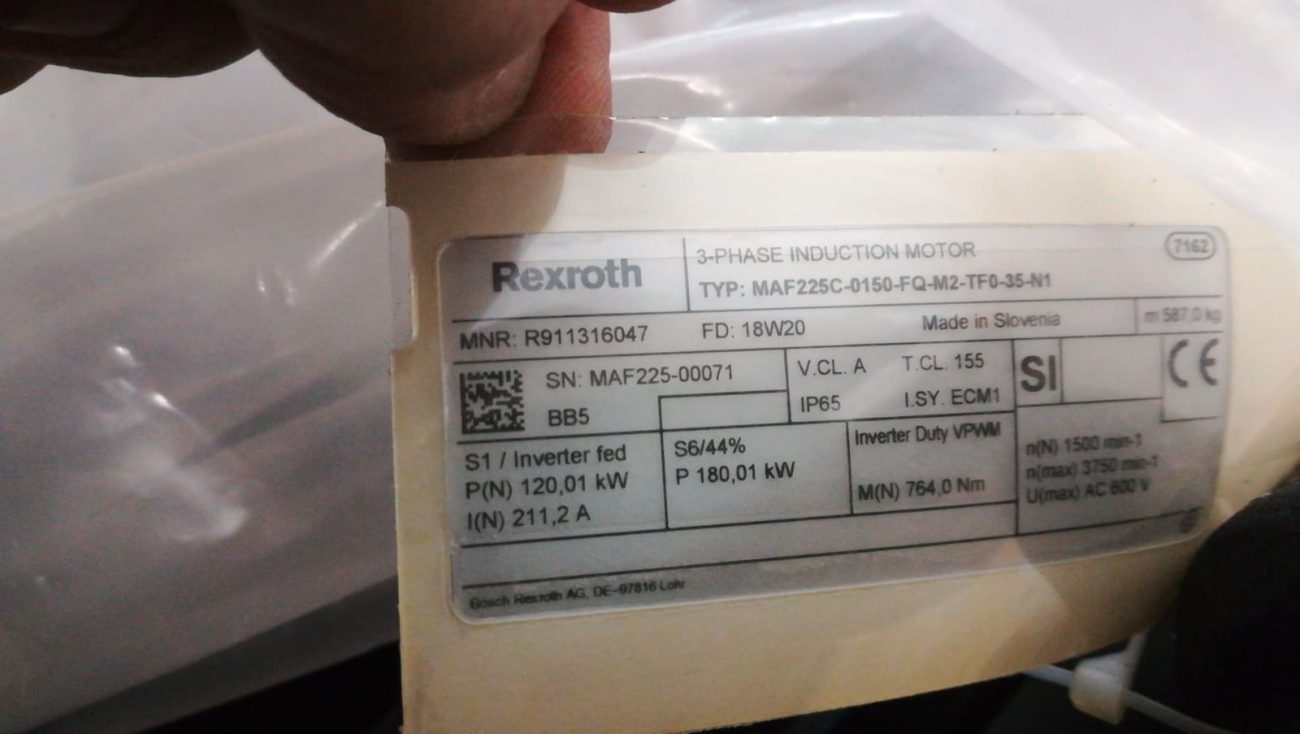 Rexroth
3-PHASE INDUCTION MOTOR
7162
TYP: MAF225C-0150-FQ-M2-TF0-35-N1
MNR: R911316047
FD: 18W20
Made in Slovenia
m 587,0 kg
SN: MAF225-00071
BB5
V.CL. A
T.CL. 155
IP65
I.SY. ECM1
SI
CE
S1 / Inverter fed
P(N) 120,01 kW
I(N) 211,2 A
S6/44%
P 180,01 kW
Inverter Duty VPWM
M(N) 764,0 Nm
n(N) 1500 min-1
n(max) 3750 min-1
U(max) AC 600 V
Bosch Rexroth AG, DE-97816 Lohr